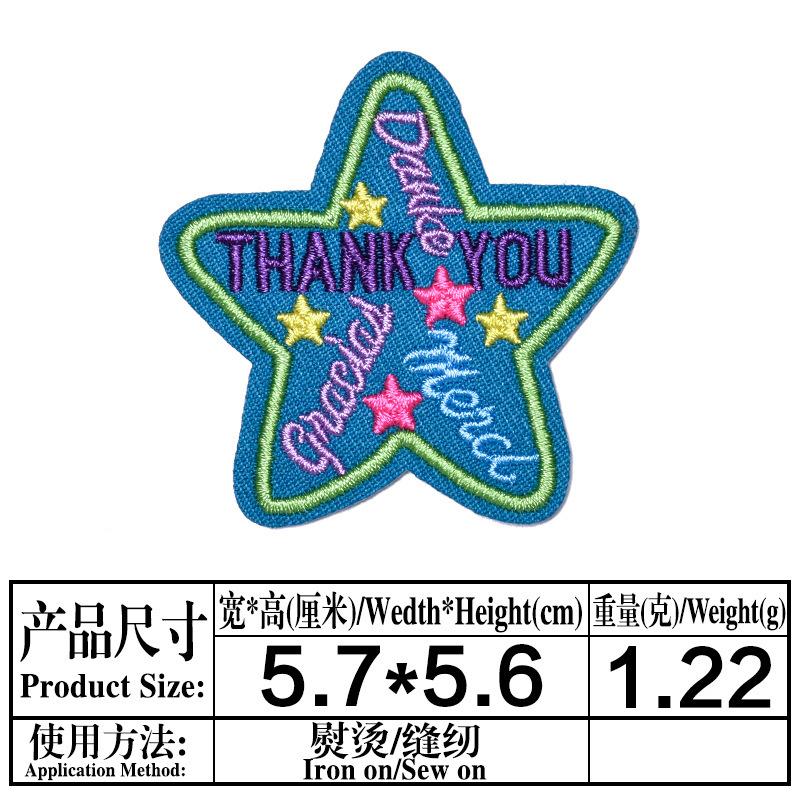 Danke
THANK YOU
Gracias
Merci
产品尺寸
Product Size:
宽*高(厘米)/Wedth*Height(cm)
5.7*5.6
重量(克)/Weight(g)
1.22
使用方法:
Application Method:
熨烫/缝纫
Iron on/Sew on